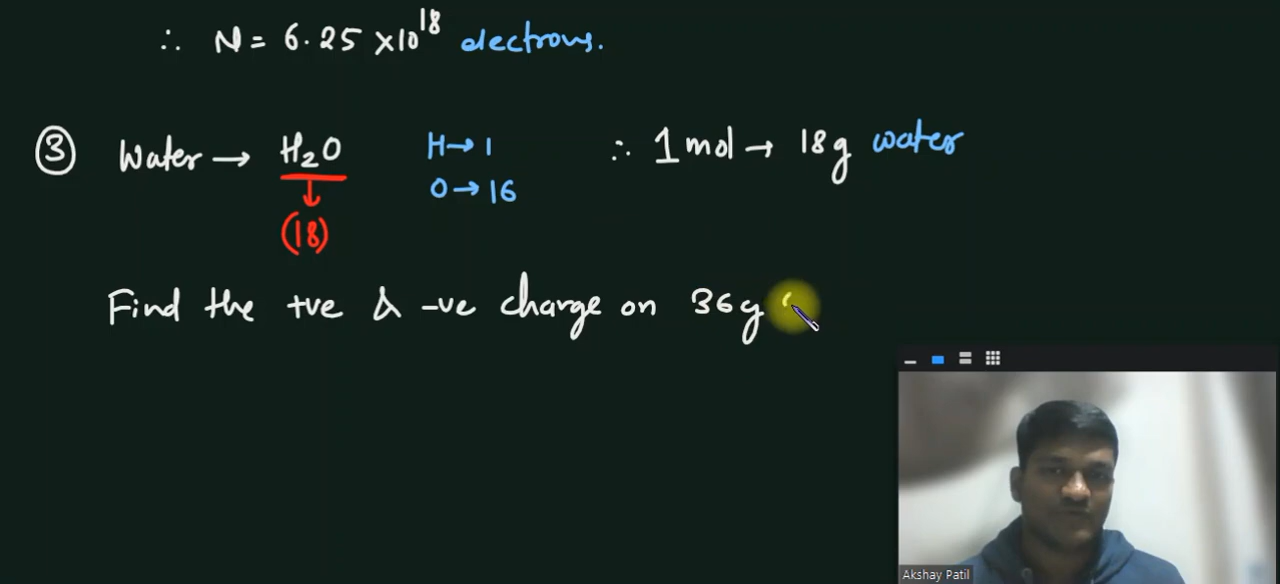 ∴ N = 6.25 × 10^18 electrons.
③ Water → H₂O H → 1 ∴ 1 mol → 18g water
O → 16
(18)
Find the +ve & -ve charge on 36g
Akshay Patil